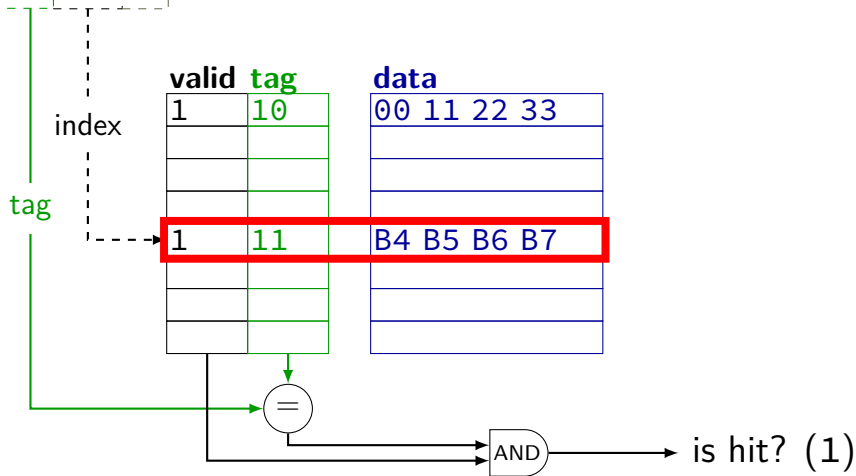 valid tag data
1 10 00 11 22 33
index
tag
1 11 B4 B5 B6 B7
=
AND is hit? (1)